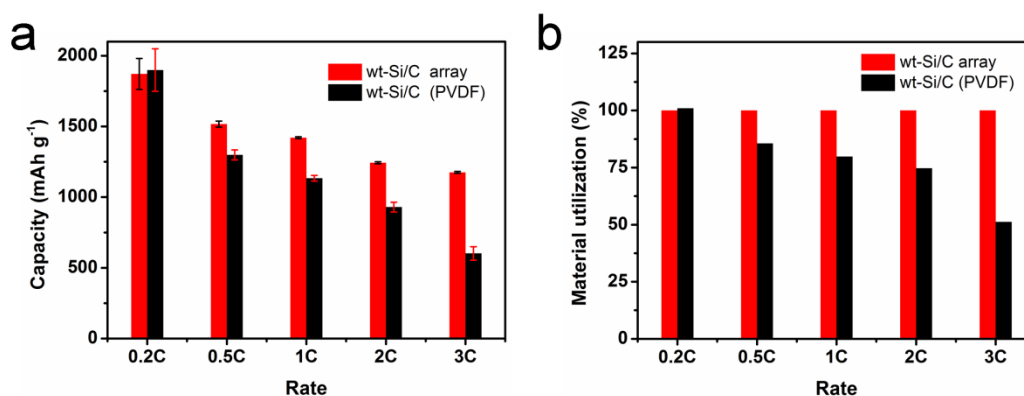 a
Capacity (mAh g⁻¹)
2000
1500
1000
500
0
wt-Si/C array
wt-Si/C (PVDF)
0.2C 0.5C 1C 2C 3C
Rate
b
Material utilization (%)
125
100
75
50
25
0
wt-Si/C array
wt-Si/C (PVDF)
0.2C 0.5C 1C 2C 3C
Rate